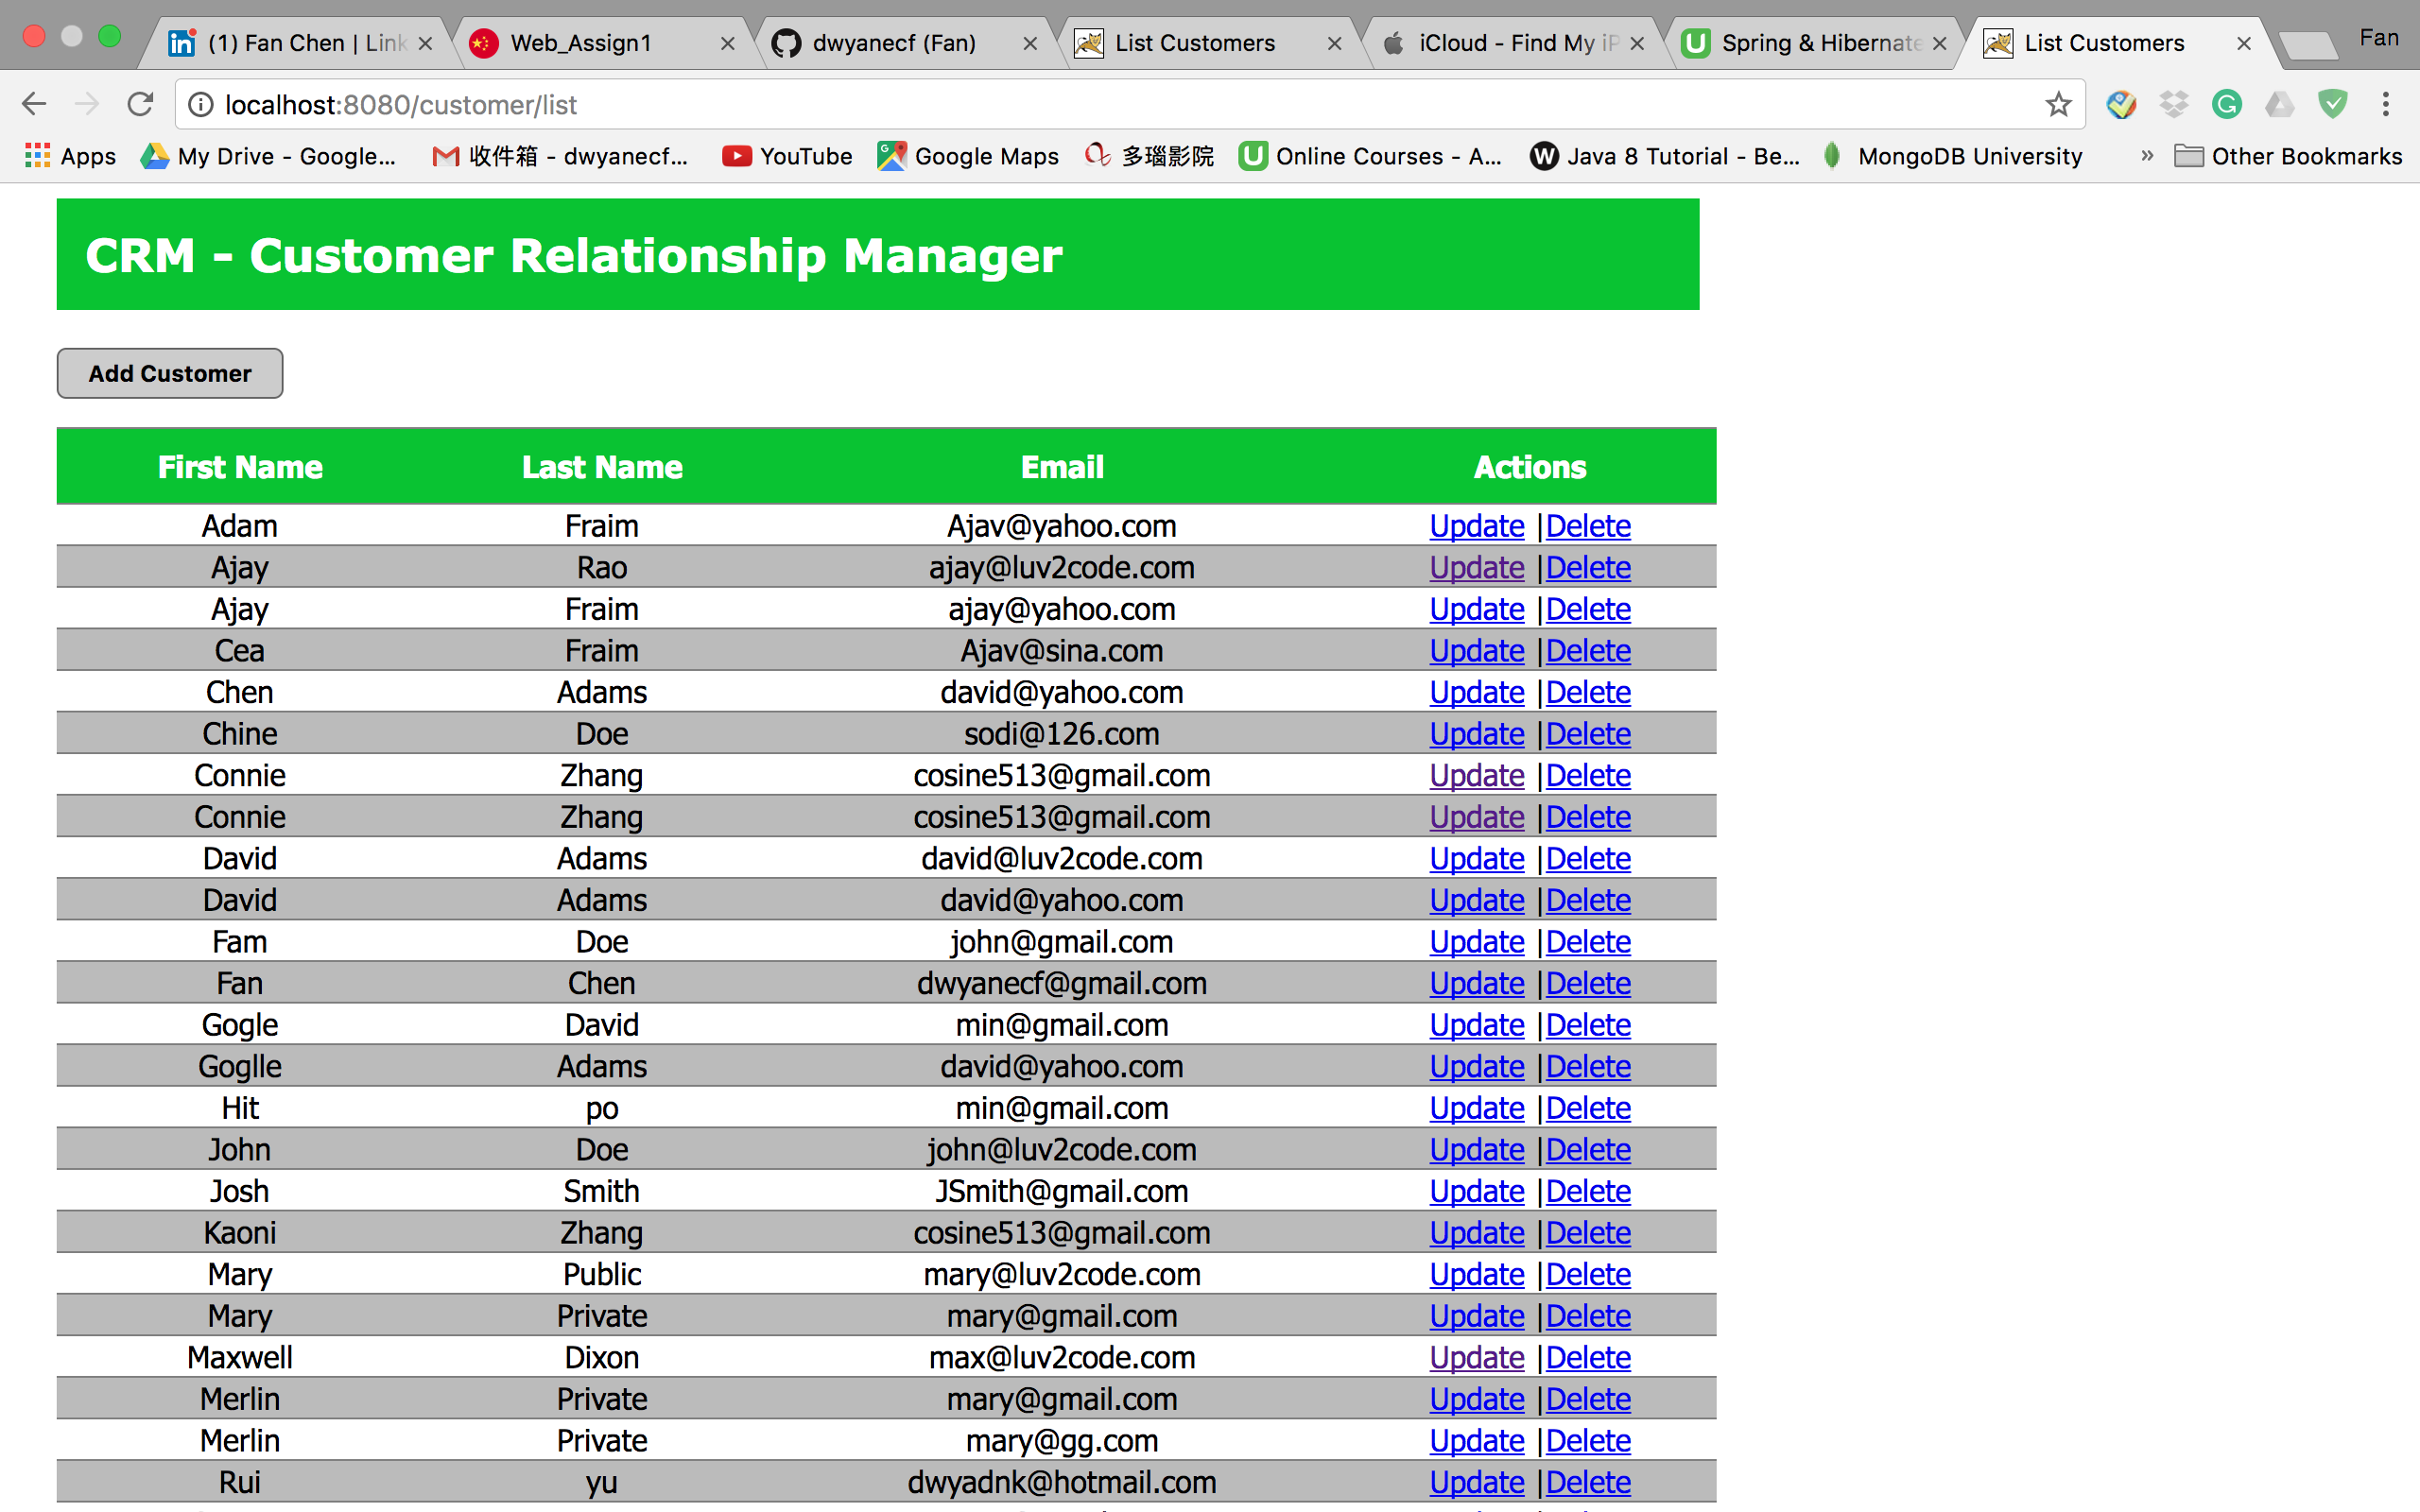 (1) Fan Chen | Link
Web_Assign1
dwyanecf (Fan)
List Customers
iCloud - Find My iP
Spring & Hibernate
List Customers
Fan
localhost:8080/customer/list
Apps
My Drive - Google...
收件箱 - dwyanecf...
YouTube
Google Maps
多瑙影院
Online Courses - A...
Java 8 Tutorial - Be...
MongoDB University
» Other Bookmarks
CRM - Customer Relationship Manager
Add Customer
First Name Last Name Email Actions
Adam Fraim Ajav@yahoo.com Update |Delete
Ajay Rao ajay@luv2code.com Update |Delete
Ajay Fraim ajay@yahoo.com Update |Delete
Cea Fraim Ajav@sina.com Update |Delete
Chen Adams david@yahoo.com Update |Delete
Chine Doe sodi@126.com Update |Delete
Connie Zhang cosine513@gmail.com Update |Delete
Connie Zhang cosine513@gmail.com Update |Delete
David Adams david@luv2code.com Update |Delete
David Adams david@yahoo.com Update |Delete
Fam Doe john@gmail.com Update |Delete
Fan Chen dwyanecf@gmail.com Update |Delete
Gogle David min@gmail.com Update |Delete
Goglle Adams david@yahoo.com Update |Delete
Hit po min@gmail.com Update |Delete
John Doe john@luv2code.com Update |Delete
Josh Smith JSmith@gmail.com Update |Delete
Kaoni Zhang cosine513@gmail.com Update |Delete
Mary Public mary@luv2code.com Update |Delete
Mary Private mary@gmail.com Update |Delete
Maxwell Dixon max@luv2code.com Update |Delete
Merlin Private mary@gmail.com Update |Delete
Merlin Private mary@gg.com Update |Delete
Rui yu dwyadnk@hotmail.com Update |Delete